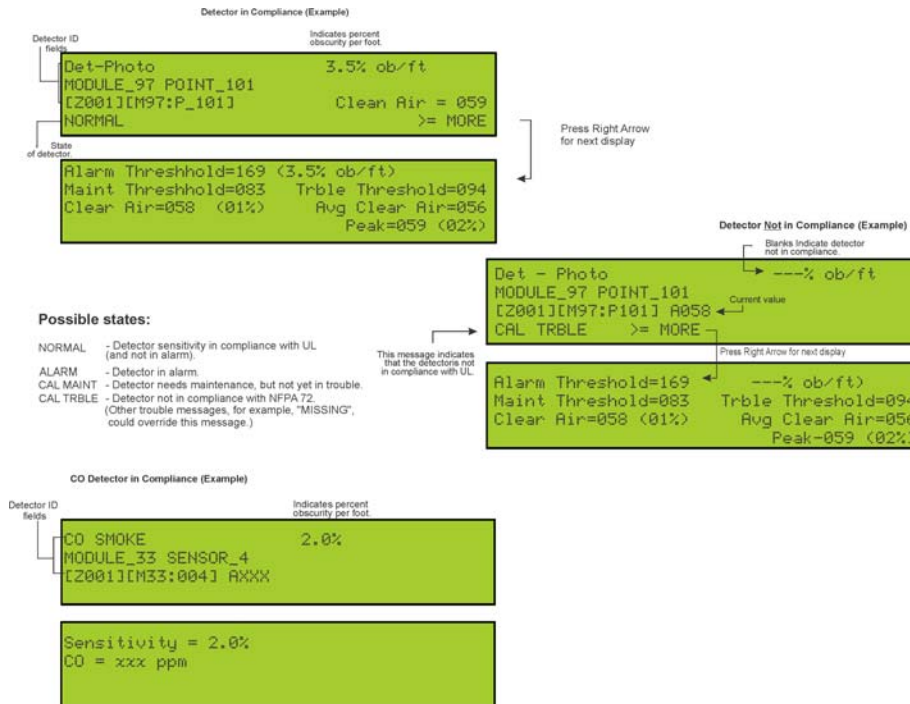 Detector in Compliance (Example)
Detector ID
fields
Indicates percent
obscurity per foot.
Det-Photo 3.5% ob/ft
MODULE_97 POINT_101
[Z001][M97:P_101] Clean Air = 059
NORMAL >= MORE
State
of detector.
Press Right Arrow
for next display
Alarm Threshhold=169 (3.5% ob/ft)
Maint Threshhold=083 Trble Threshold=094
Clear Air=058 (01%) Avg Clear Air=056
Peak=059 (02%)
Detector Not in Compliance (Example)
Blanks Indicate detector
not in compliance.
Det - Photo ---% ob/ft
MODULE_97 POINT_101
[Z001][M97:P101] A058
Current value
CAL TRBLE >= MORE
This message indicates
that the detectoris not
in compliance with UL.
Press Right Arrow for next display
Alarm Threshold=169 ---% ob/ft)
Maint Threshold=083 Trble Threshold=094
Clear Air=058 (01%) Avg Clear Air=056
Peak-059 (02%)
Possible states:
NORMAL - Detector sensitivity in compliance with UL
(and not in alarm).
ALARM - Detector in alarm.
CAL MAINT - Detector needs maintenance, but not yet in trouble.
CAL TRBLE - Detector not in compliance with NFPA 72.
(Other trouble messages, for example, "MISSING",
could override this message.)
CO Detector in Compliance (Example)
Detector ID
fields
Indicates percent
obscurity per foot.
CO SMOKE 2.0%
MODULE_33 SENSOR_4
[Z001][M33:004] AXXX
Sensitivity = 2.0%
CO = xxx ppm